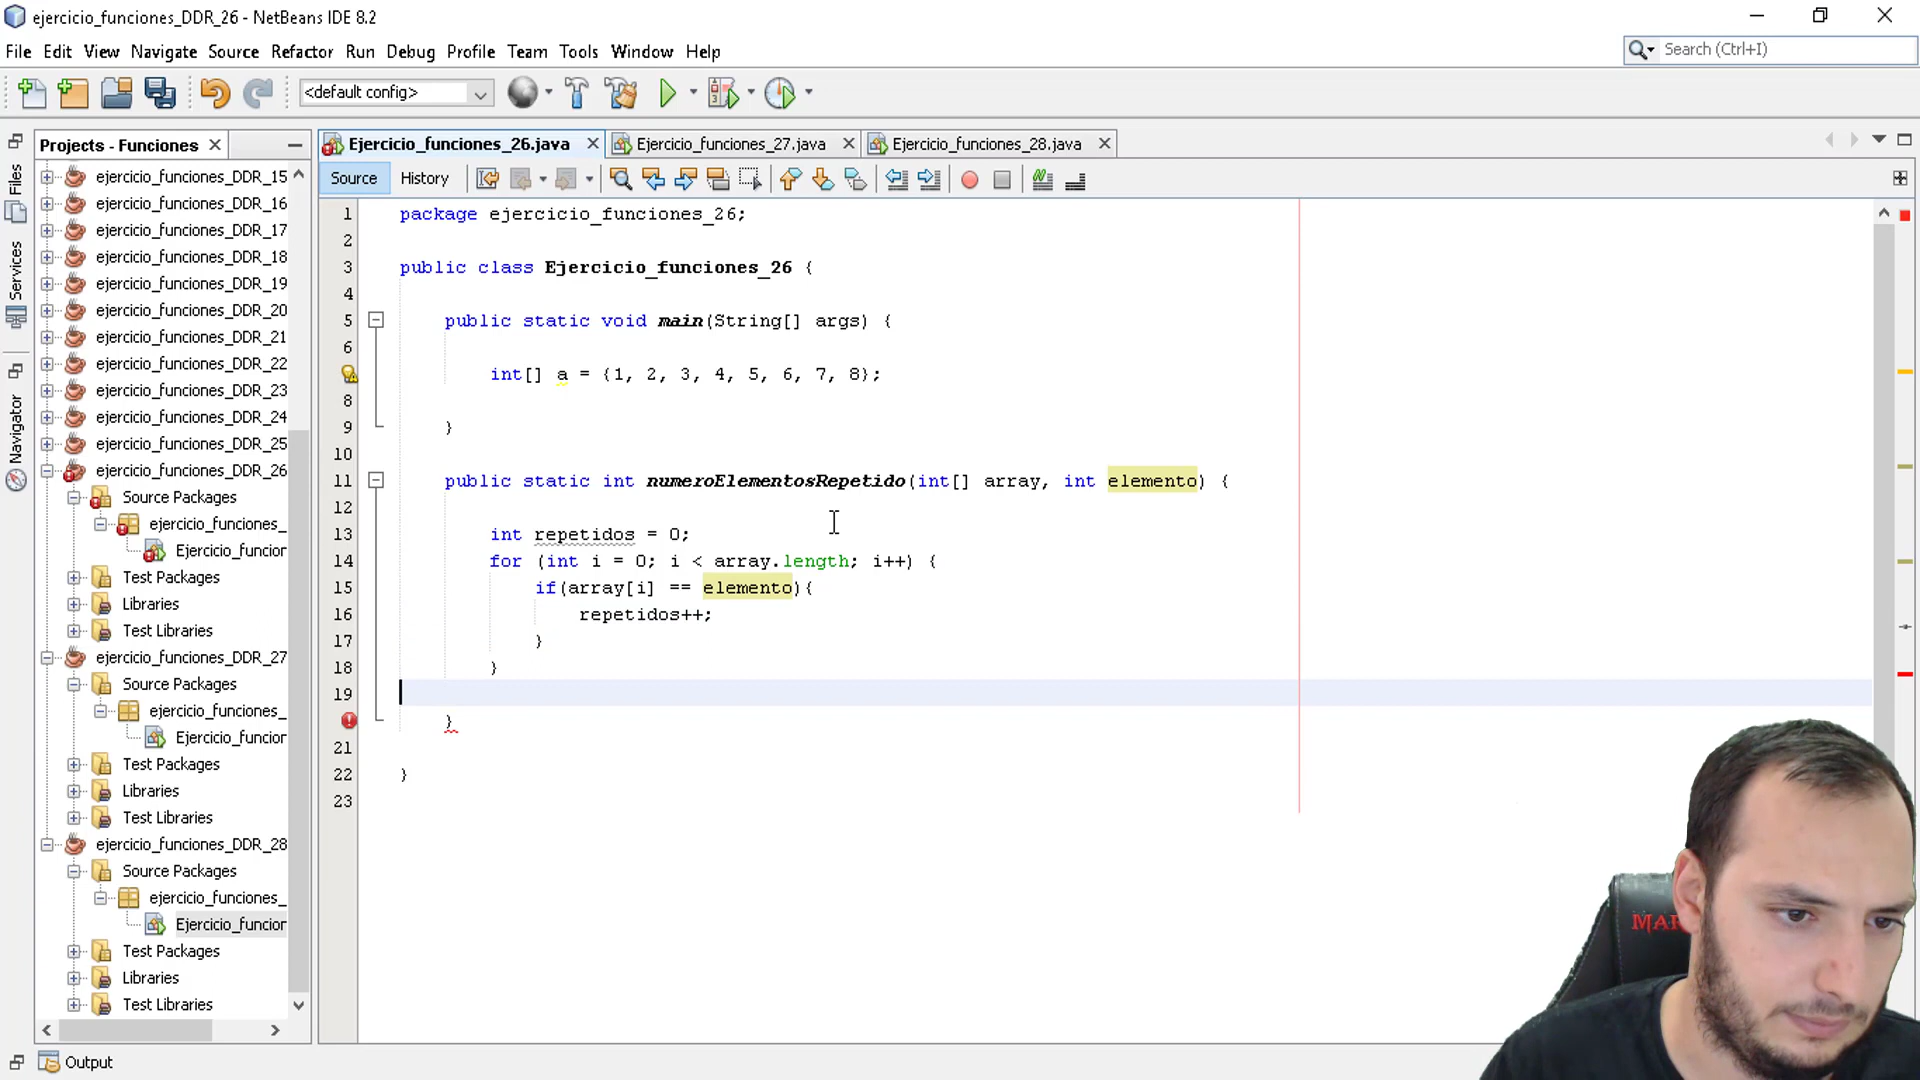 ejercicio_funciones_DDR_26 - NetBeans IDE 8.2
File Edit View Navigate Source Refactor Run Debug Profile Team Tools Window Help
Search (Ctrl+I)
<default config>
Files
Services
Navigator
Projects - Funciones
ejercicio_funciones_DDR_15
ejercicio_funciones_DDR_16
ejercicio_funciones_DDR_17
ejercicio_funciones_DDR_18
ejercicio_funciones_DDR_19
ejercicio_funciones_DDR_20
ejercicio_funciones_DDR_21
ejercicio_funciones_DDR_22
ejercicio_funciones_DDR_23
ejercicio_funciones_DDR_24
ejercicio_funciones_DDR_25
ejercicio_funciones_DDR_26
Source Packages
ejercicio_funciones_
Ejercicio_funcior
Test Packages
Libraries
Test Libraries
ejercicio_funciones_DDR_27
Source Packages
ejercicio_funciones_
Ejercicio_funcior
Test Packages
Libraries
Test Libraries
ejercicio_funciones_DDR_28
Source Packages
ejercicio_funciones_
Ejercicio_funcior
Test Packages
Libraries
Test Libraries
Output
Ejercicio_funciones_26.java Ejercicio_funciones_27.java Ejercicio_funciones_28.java
Source History
1 package ejercicio_funciones_26;
2
3 public class Ejercicio_funciones_26 {
4
5 public static void main(String[] args) {
6
int[] a = {1, 2, 3, 4, 5, 6, 7, 8};
8
9 }
10
11 public static int numeroElementosRepetido(int[] array, int elemento) {
12
13 int repetidos = 0;
14 for (int i = 0; i < array.length; i++) {
15 if(array[i] == elemento){
16 repetidos++;
17 }
18 }
19
}
21
22 }
23